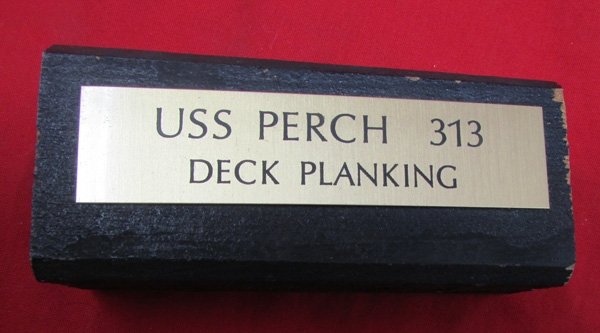 USS PERCH 313
DECK PLANKING